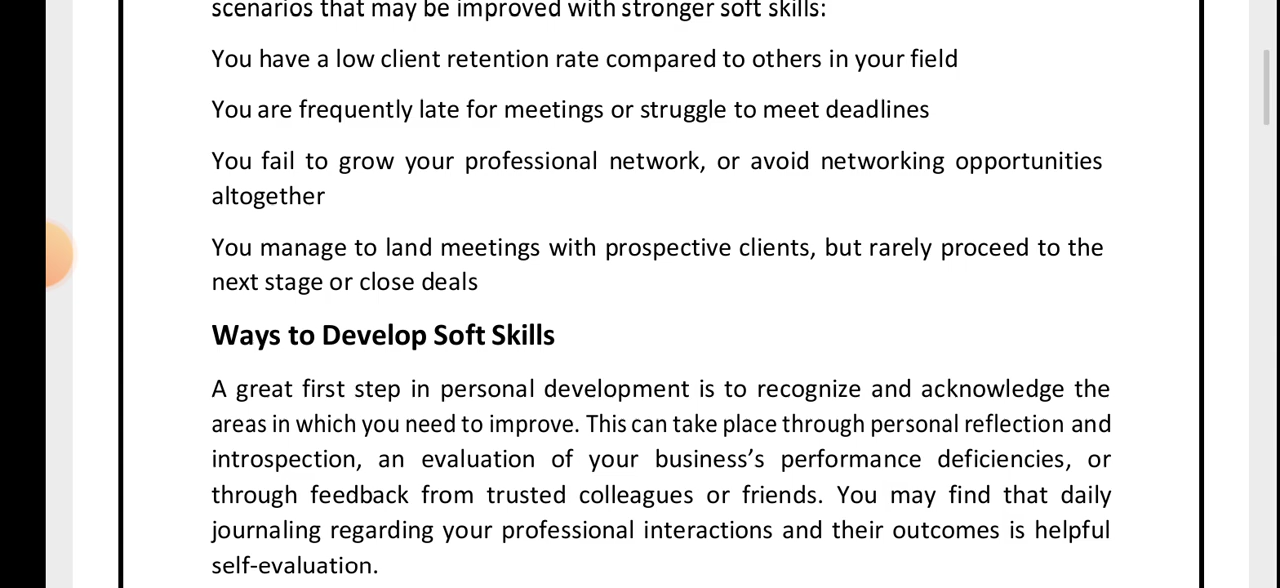 scenarios that may be improved with stronger soft skills:
You have a low client retention rate compared to others in your field
You are frequently late for meetings or struggle to meet deadlines
You fail to grow your professional network, or avoid networking opportunities
altogether
You manage to land meetings with prospective clients, but rarely proceed to the
next stage or close deals
Ways to Develop Soft Skills
A great first step in personal development is to recognize and acknowledge the
areas in which you need to improve. This can take place through personal reflection and
introspection, an evaluation of your business’s performance deficiencies, or
through feedback from trusted colleagues or friends. You may find that daily
journaling regarding your professional interactions and their outcomes is helpful
self-evaluation.